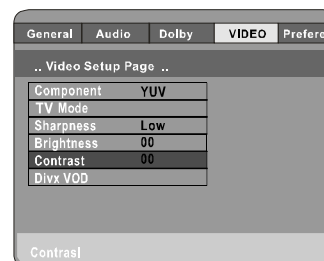 General Audio Dolby VIDEO Prefere
.. Video Setup Page ..
Component YUV
TV Mode
Sharpness Low
Brightness 00
Contrast 00
Divx VOD
Contras